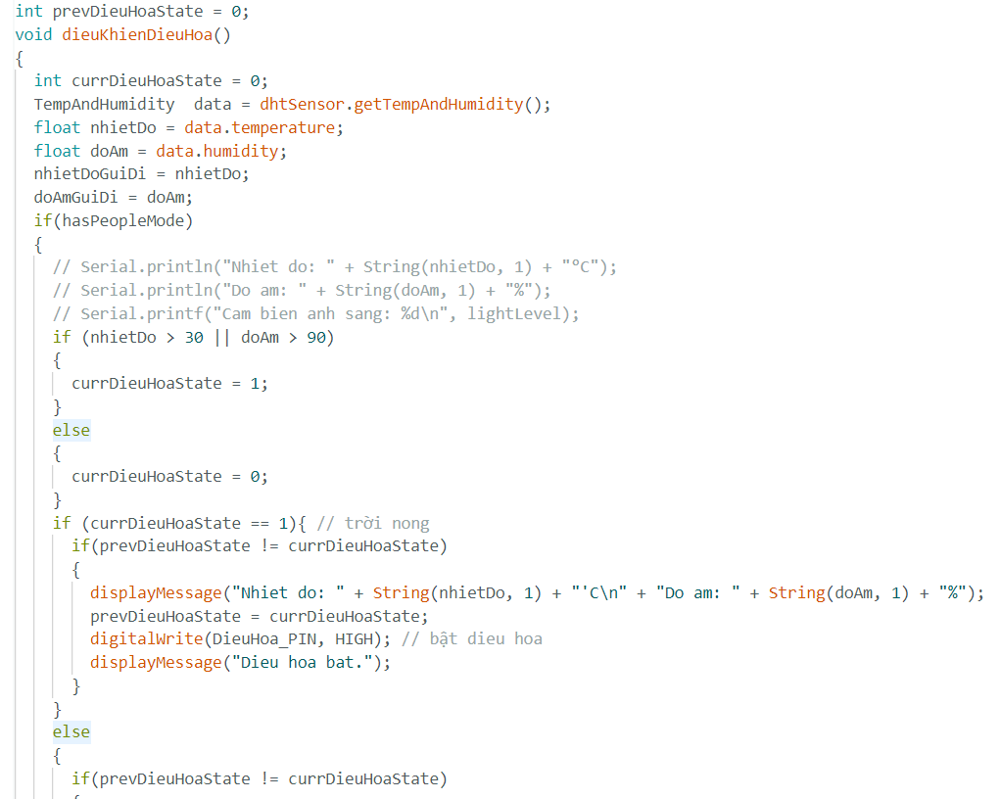 int prevDieuHoaState = 0;
void dieuKhienDieuHoa()
{
  int currDieuHoaState = 0;
  TempAndHumidity  data = dhtSensor.getTempAndHumidity();
  float nhietDo = data.temperature;
  float doAm = data.humidity;
  nhietDoGuiDi = nhietDo;
  doAmGuiDi = doAm;
  if(hasPeopleMode)
  {
    // Serial.println("Nhiet do: " + String(nhietDo, 1) + "°C");
    // Serial.println("Do am: " + String(doAm, 1) + "%");
    // Serial.printf("Cam bien anh sang: %d\n", lightLevel);
    if (nhietDo > 30 || doAm > 90)
    {
      currDieuHoaState = 1;
    }
    else
    {
      currDieuHoaState = 0;
    }
    if (currDieuHoaState == 1){ // trời nong
      if(prevDieuHoaState != currDieuHoaState)
      {
        displayMessage("Nhiet do: " + String(nhietDo, 1) + "'C\n" + "Do am: " + String(doAm, 1) + "%");
        prevDieuHoaState = currDieuHoaState;
        digitalWrite(DieuHoa_PIN, HIGH); // bật dieu hoa
        displayMessage("Dieu hoa bat.");
      }
    }
    else
    {
      if(prevDieuHoaState != currDieuHoaState)